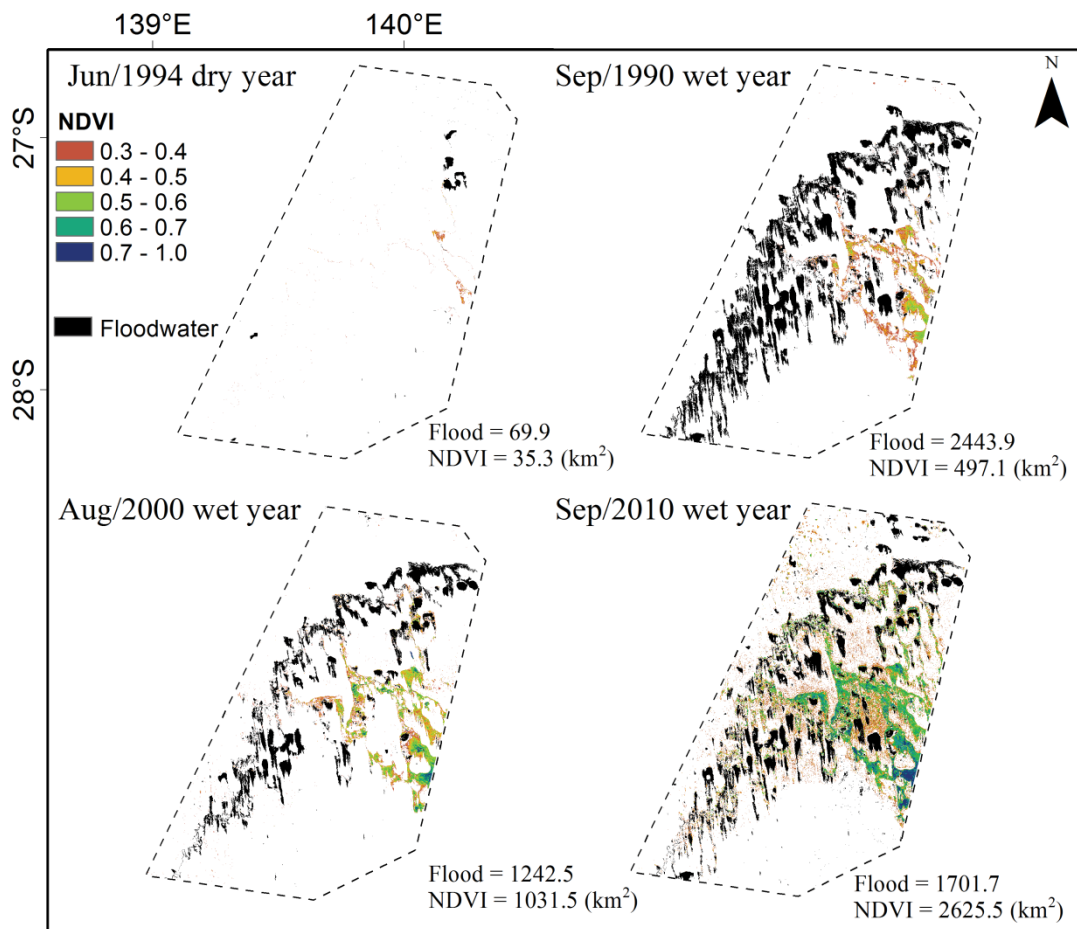 139°E
140°E
27°S
28°S
Jun/1994 dry year
NDVI
0.3 - 0.4
0.4 - 0.5
0.5 - 0.6
0.6 - 0.7
0.7 - 1.0
Floodwater
Flood = 69.9
NDVI = 35.3 (km²)
Sep/1990 wet year
N
Flood = 2443.9
NDVI = 497.1 (km²)
Aug/2000 wet year
Flood = 1242.5
NDVI = 1031.5 (km²)
Sep/2010 wet year
Flood = 1701.7
NDVI = 2625.5 (km²)